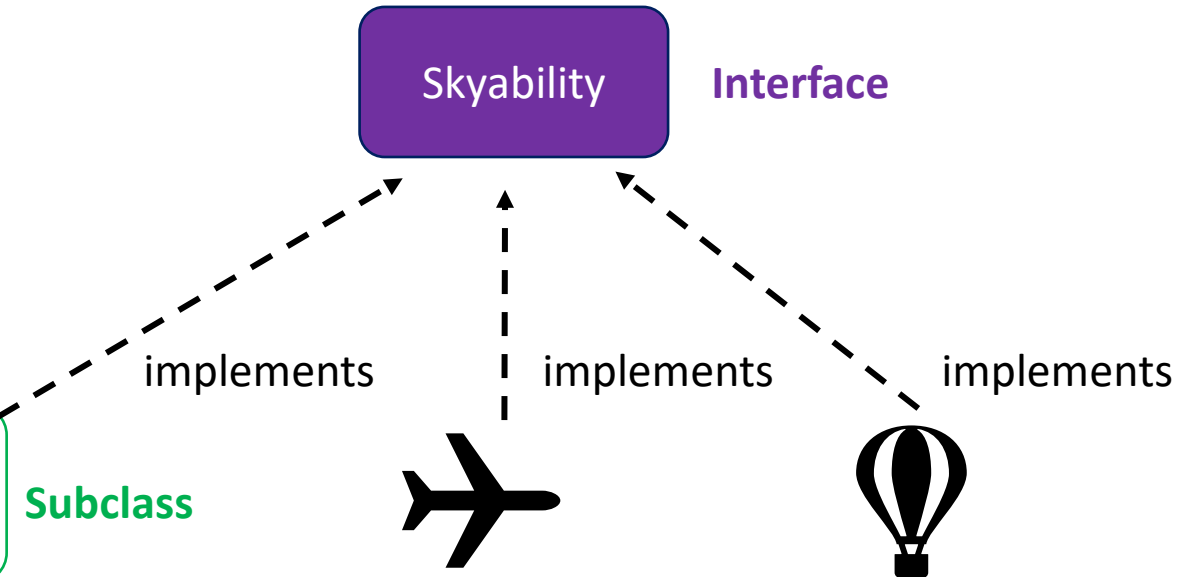 Skyability
Interface
implements
implements
implements
Subclass